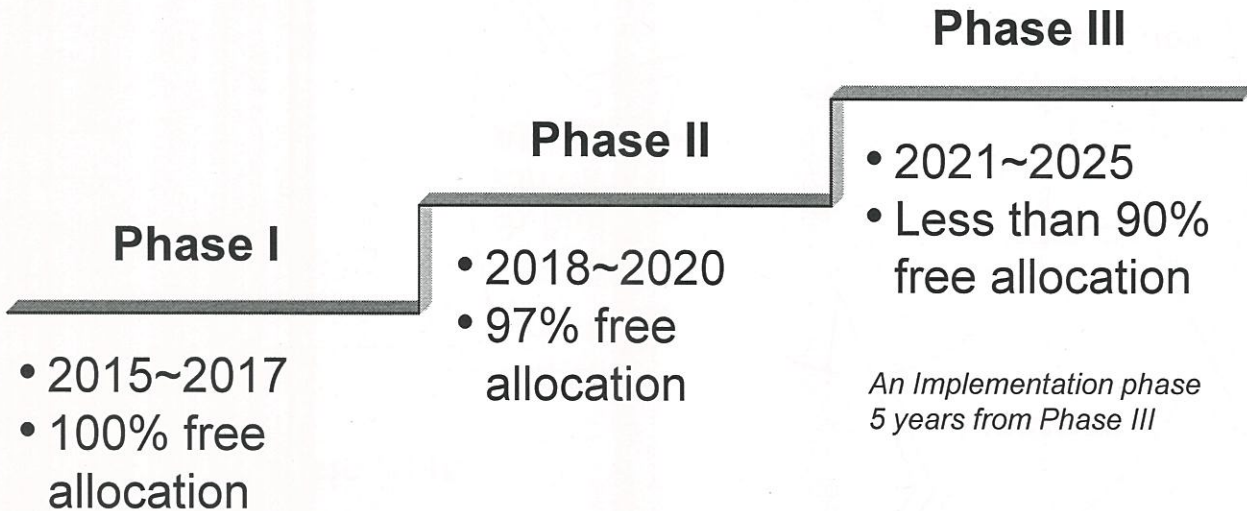 Phase I
• 2015~2017
• 100% free
allocation
Phase II
• 2018~2020
• 97% free
allocation
Phase III
• 2021~2025
• Less than 90%
free allocation
An Implementation phase
5 years from Phase III